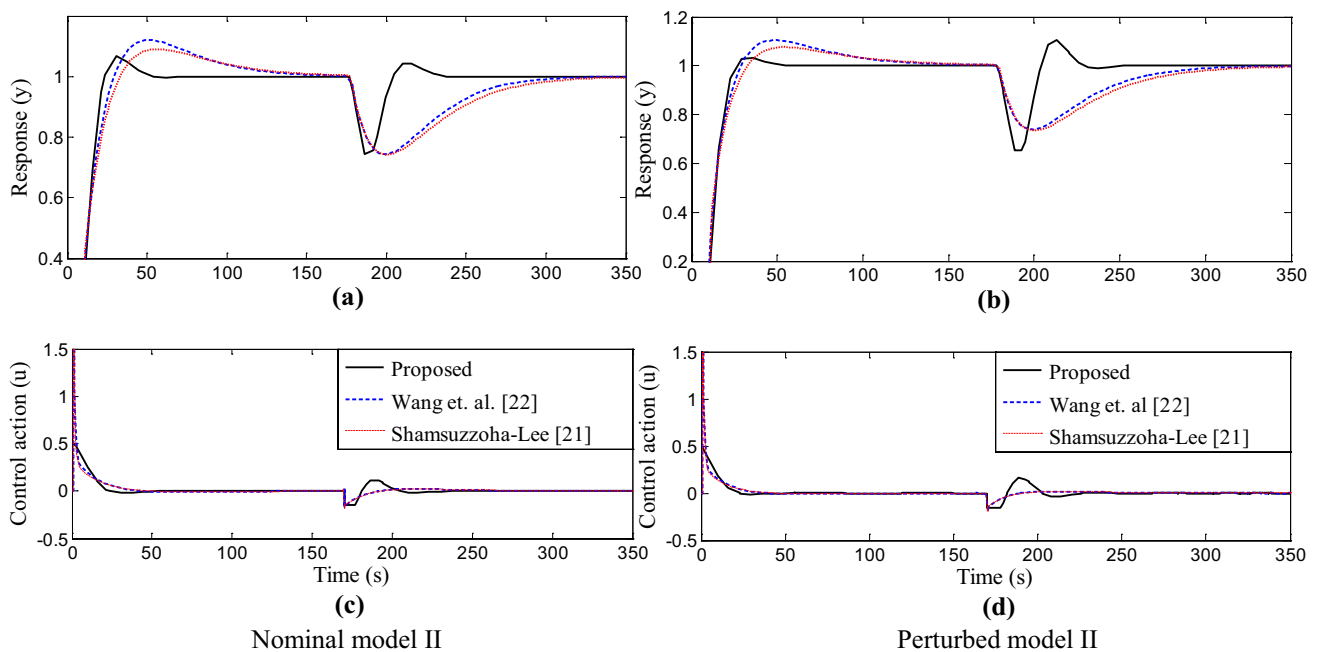 1.2
1
0.8
0.6
0.4
Response (y)
0 50 100 150 200 250 300 350
(a)
1.2
1
0.8
0.6
0.4
0.2
Response (y)
0 50 100 150 200 250 300 350
(b)
1.5
1
0.5
0
-0.5
Control action (u)
Proposed
Wang et. al. [22]
Shamsuzzoha-Lee [21]
0 50 100 150 200 250 300 350
Time (s)
(c)
Nominal model II
1.5
1
0.5
0
-0.5
Control action (u)
Proposed
Wang et. al [22]
Shamsuzzoha-Lee [21]
0 50 100 150 200 250 300 350
Time (s)
(d)
Perturbed model II